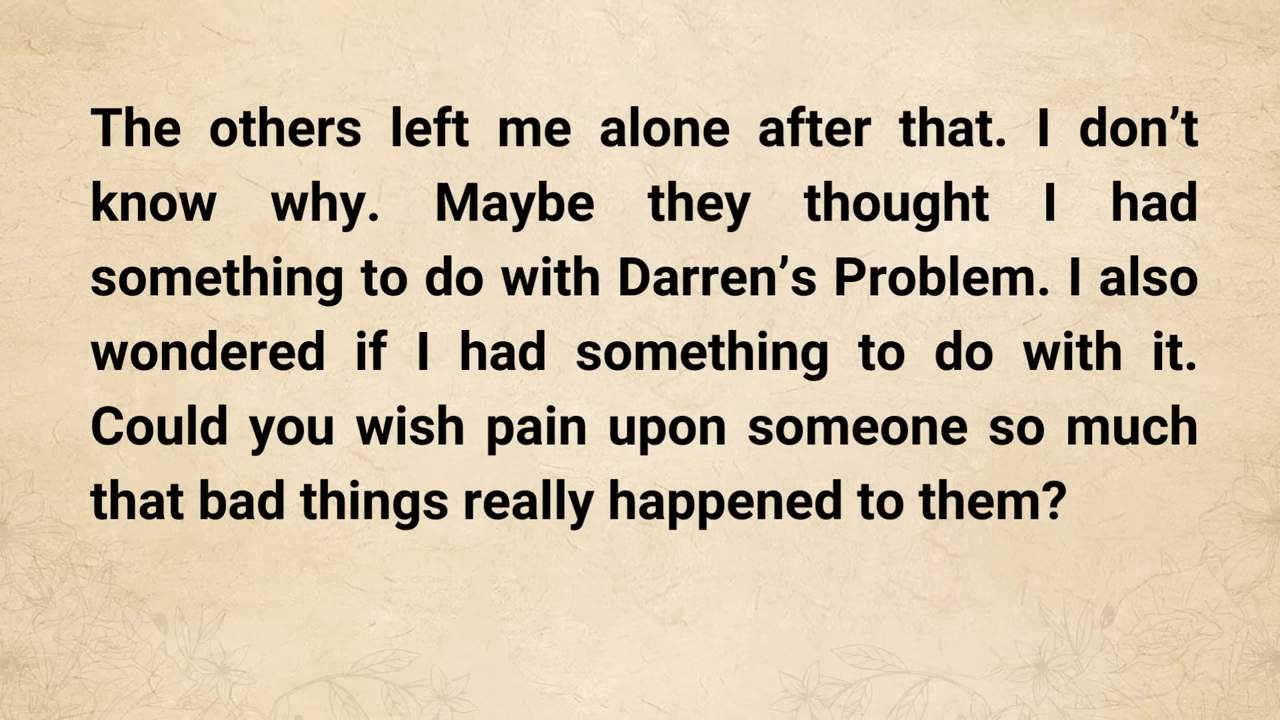 The others left me alone after that. I don’t
know why. Maybe they thought I had
something to do with Darren’s Problem. I also
wondered if I had something to do with it.
Could you wish pain upon someone so much
that bad things really happened to them?